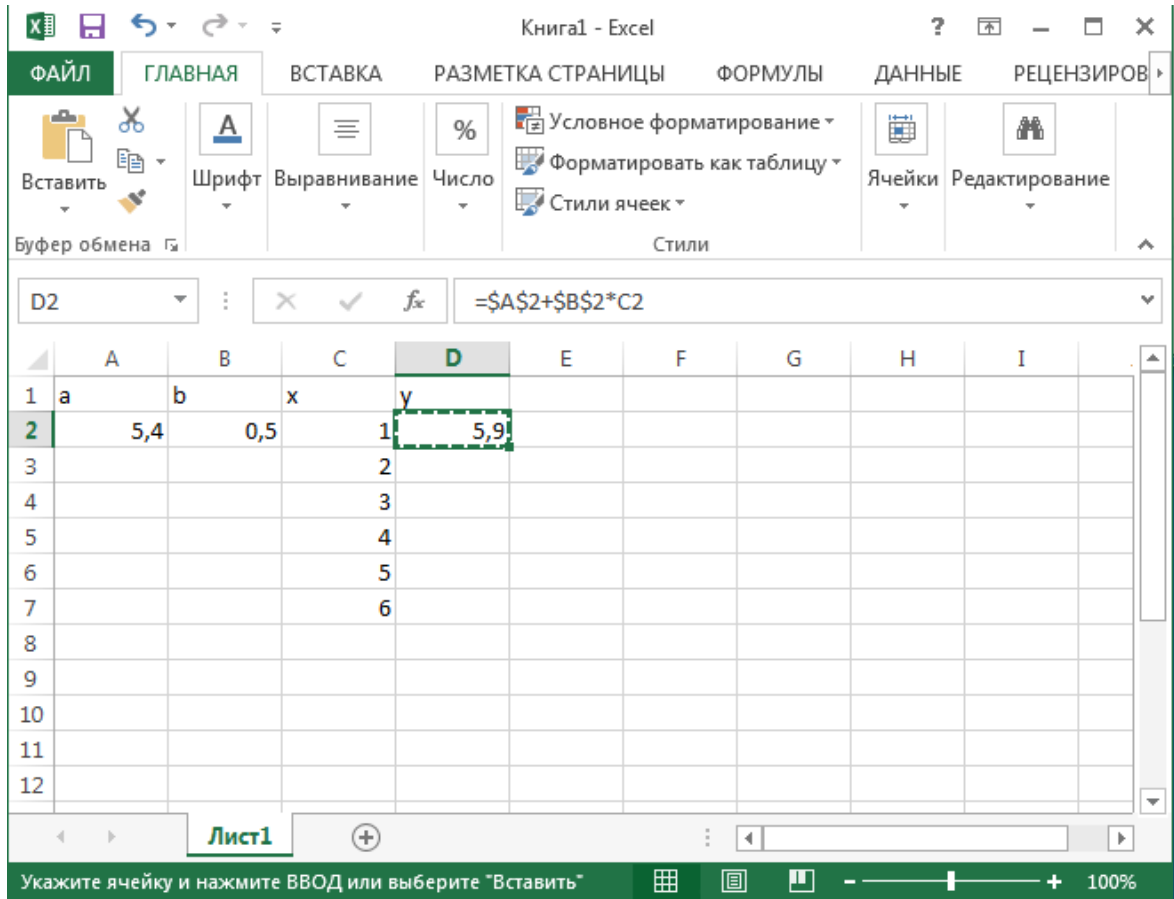 Книга1 - Excel ?
ФАЙЛ ГЛАВНАЯ ВСТАВКА РАЗМЕТКА СТРАНИЦЫ ФОРМУЛЫ ДАННЫЕ РЕЦЕНЗИРОВ
Условное форматирование
Форматировать как таблицу
Вставить Шрифт Выравнивание Число Ячейки Редактирование
Стили ячеек
Буфер обмена Стили
D2 fx =$A$2+$B$2*C2
A B C D E F G H I
1 a b x y
2 5,4 0,5 1 5,9
3 2
4 3
5 4
6 5
7 6
8
9
10
11
12
Лист1
Укажите ячейку и нажмите ВВОД или выберите "Вставить" 100%